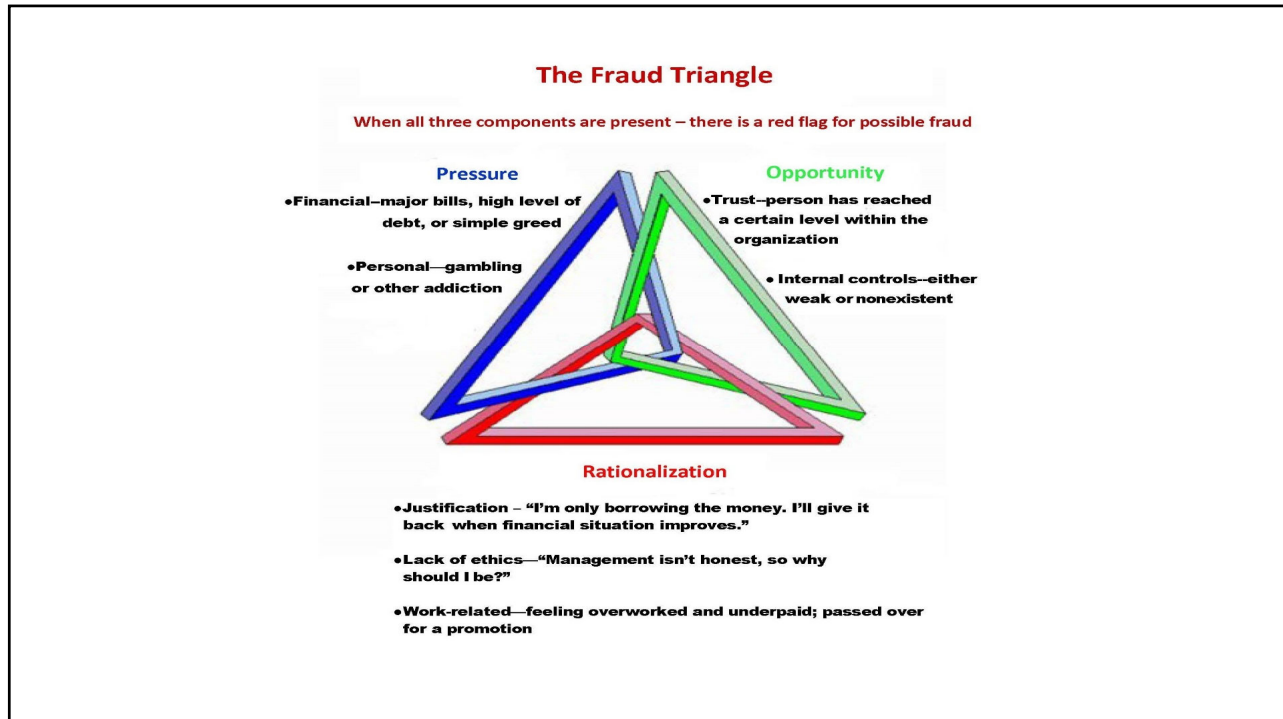 The Fraud Triangle
When all three components are present – there is a red flag for possible fraud
Pressure
•Financial--major bills, high level of
debt, or simple greed
•Personal—gambling
or other addiction
Opportunity
•Trust--person has reached
a certain level within the
organization
• Internal controls--either
weak or nonexistent
Rationalization
•Justification – “I’m only borrowing the money. I’ll give it
back when financial situation improves.”
•Lack of ethics—“Management isn’t honest, so why
should I be?”
•Work-related—feeling overworked and underpaid; passed over
for a promotion